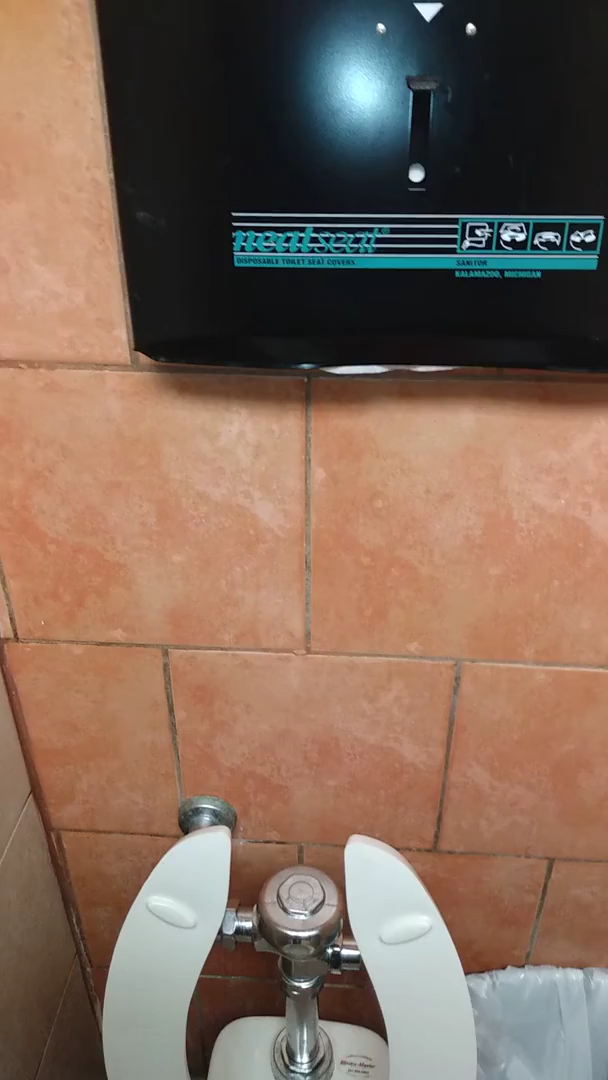 neatseat®
DISPOSABLE TOILET SEAT COVERS
SANITOR
KALAMAZOO, MICHIGAN